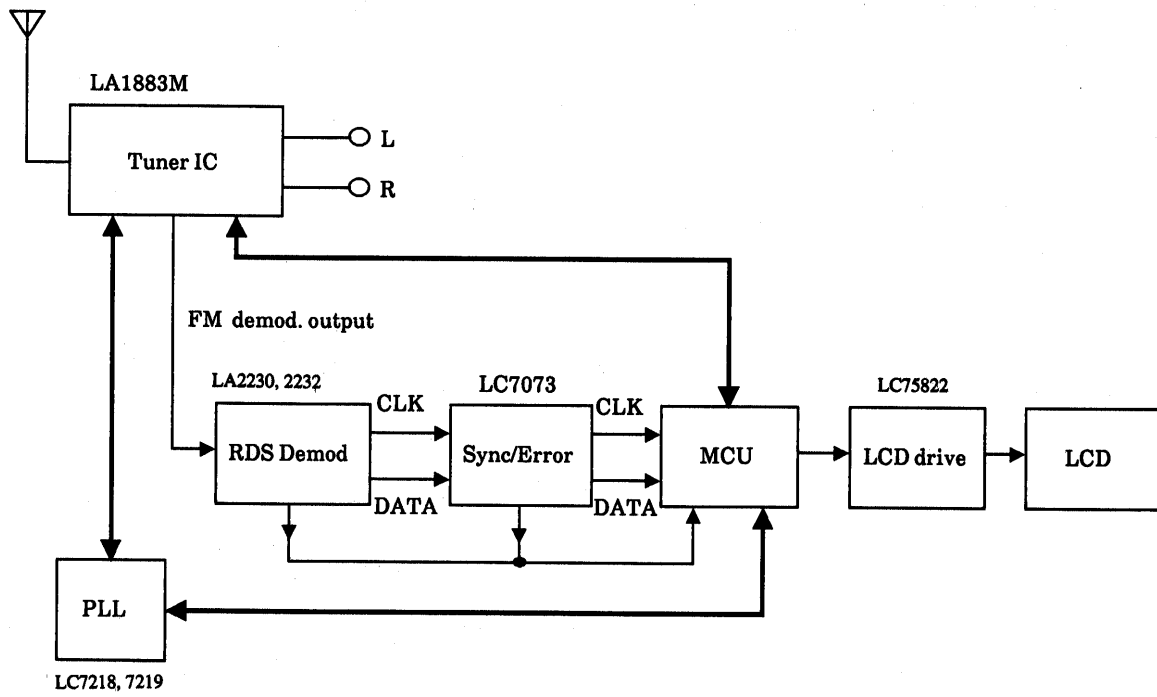 LA1883M
Tuner IC
L
R
FM demod. output
LA2230, 2232
LC7073
LC75822
CLK
CLK
RDS Demod
Sync/Error
MCU
LCD drive
LCD
DATA
DATA
PLL
LC7218, 7219